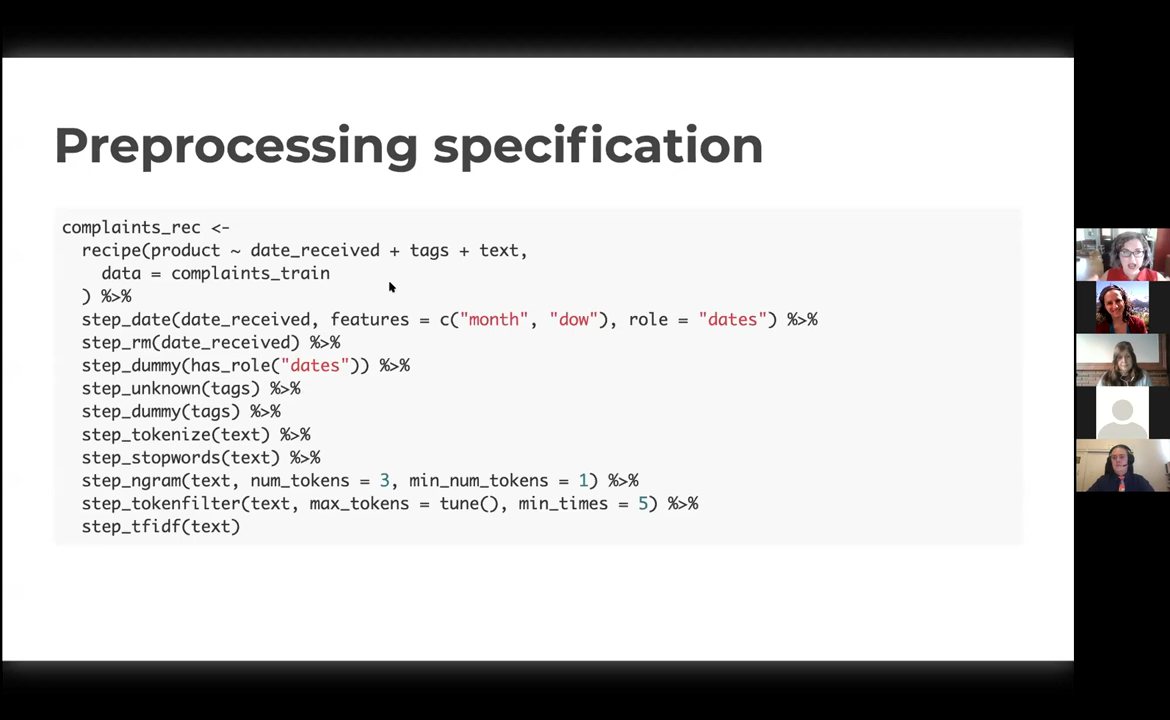 Preprocessing specification
complaints_rec <-
  recipe(product ~ date_received + tags + text,
    data = complaints_train
  ) %>%
  step_date(date_received, features = c("month", "dow"), role = "dates") %>%
  step_rm(date_received) %>%
  step_dummy(has_role("dates")) %>%
  step_unknown(tags) %>%
  step_dummy(tags) %>%
  step_tokenize(text) %>%
  step_stopwords(text) %>%
  step_ngram(text, num_tokens = 3, min_num_tokens = 1) %>%
  step_tokenfilter(text, max_tokens = tune(), min_times = 5) %>%
  step_tfidf(text)